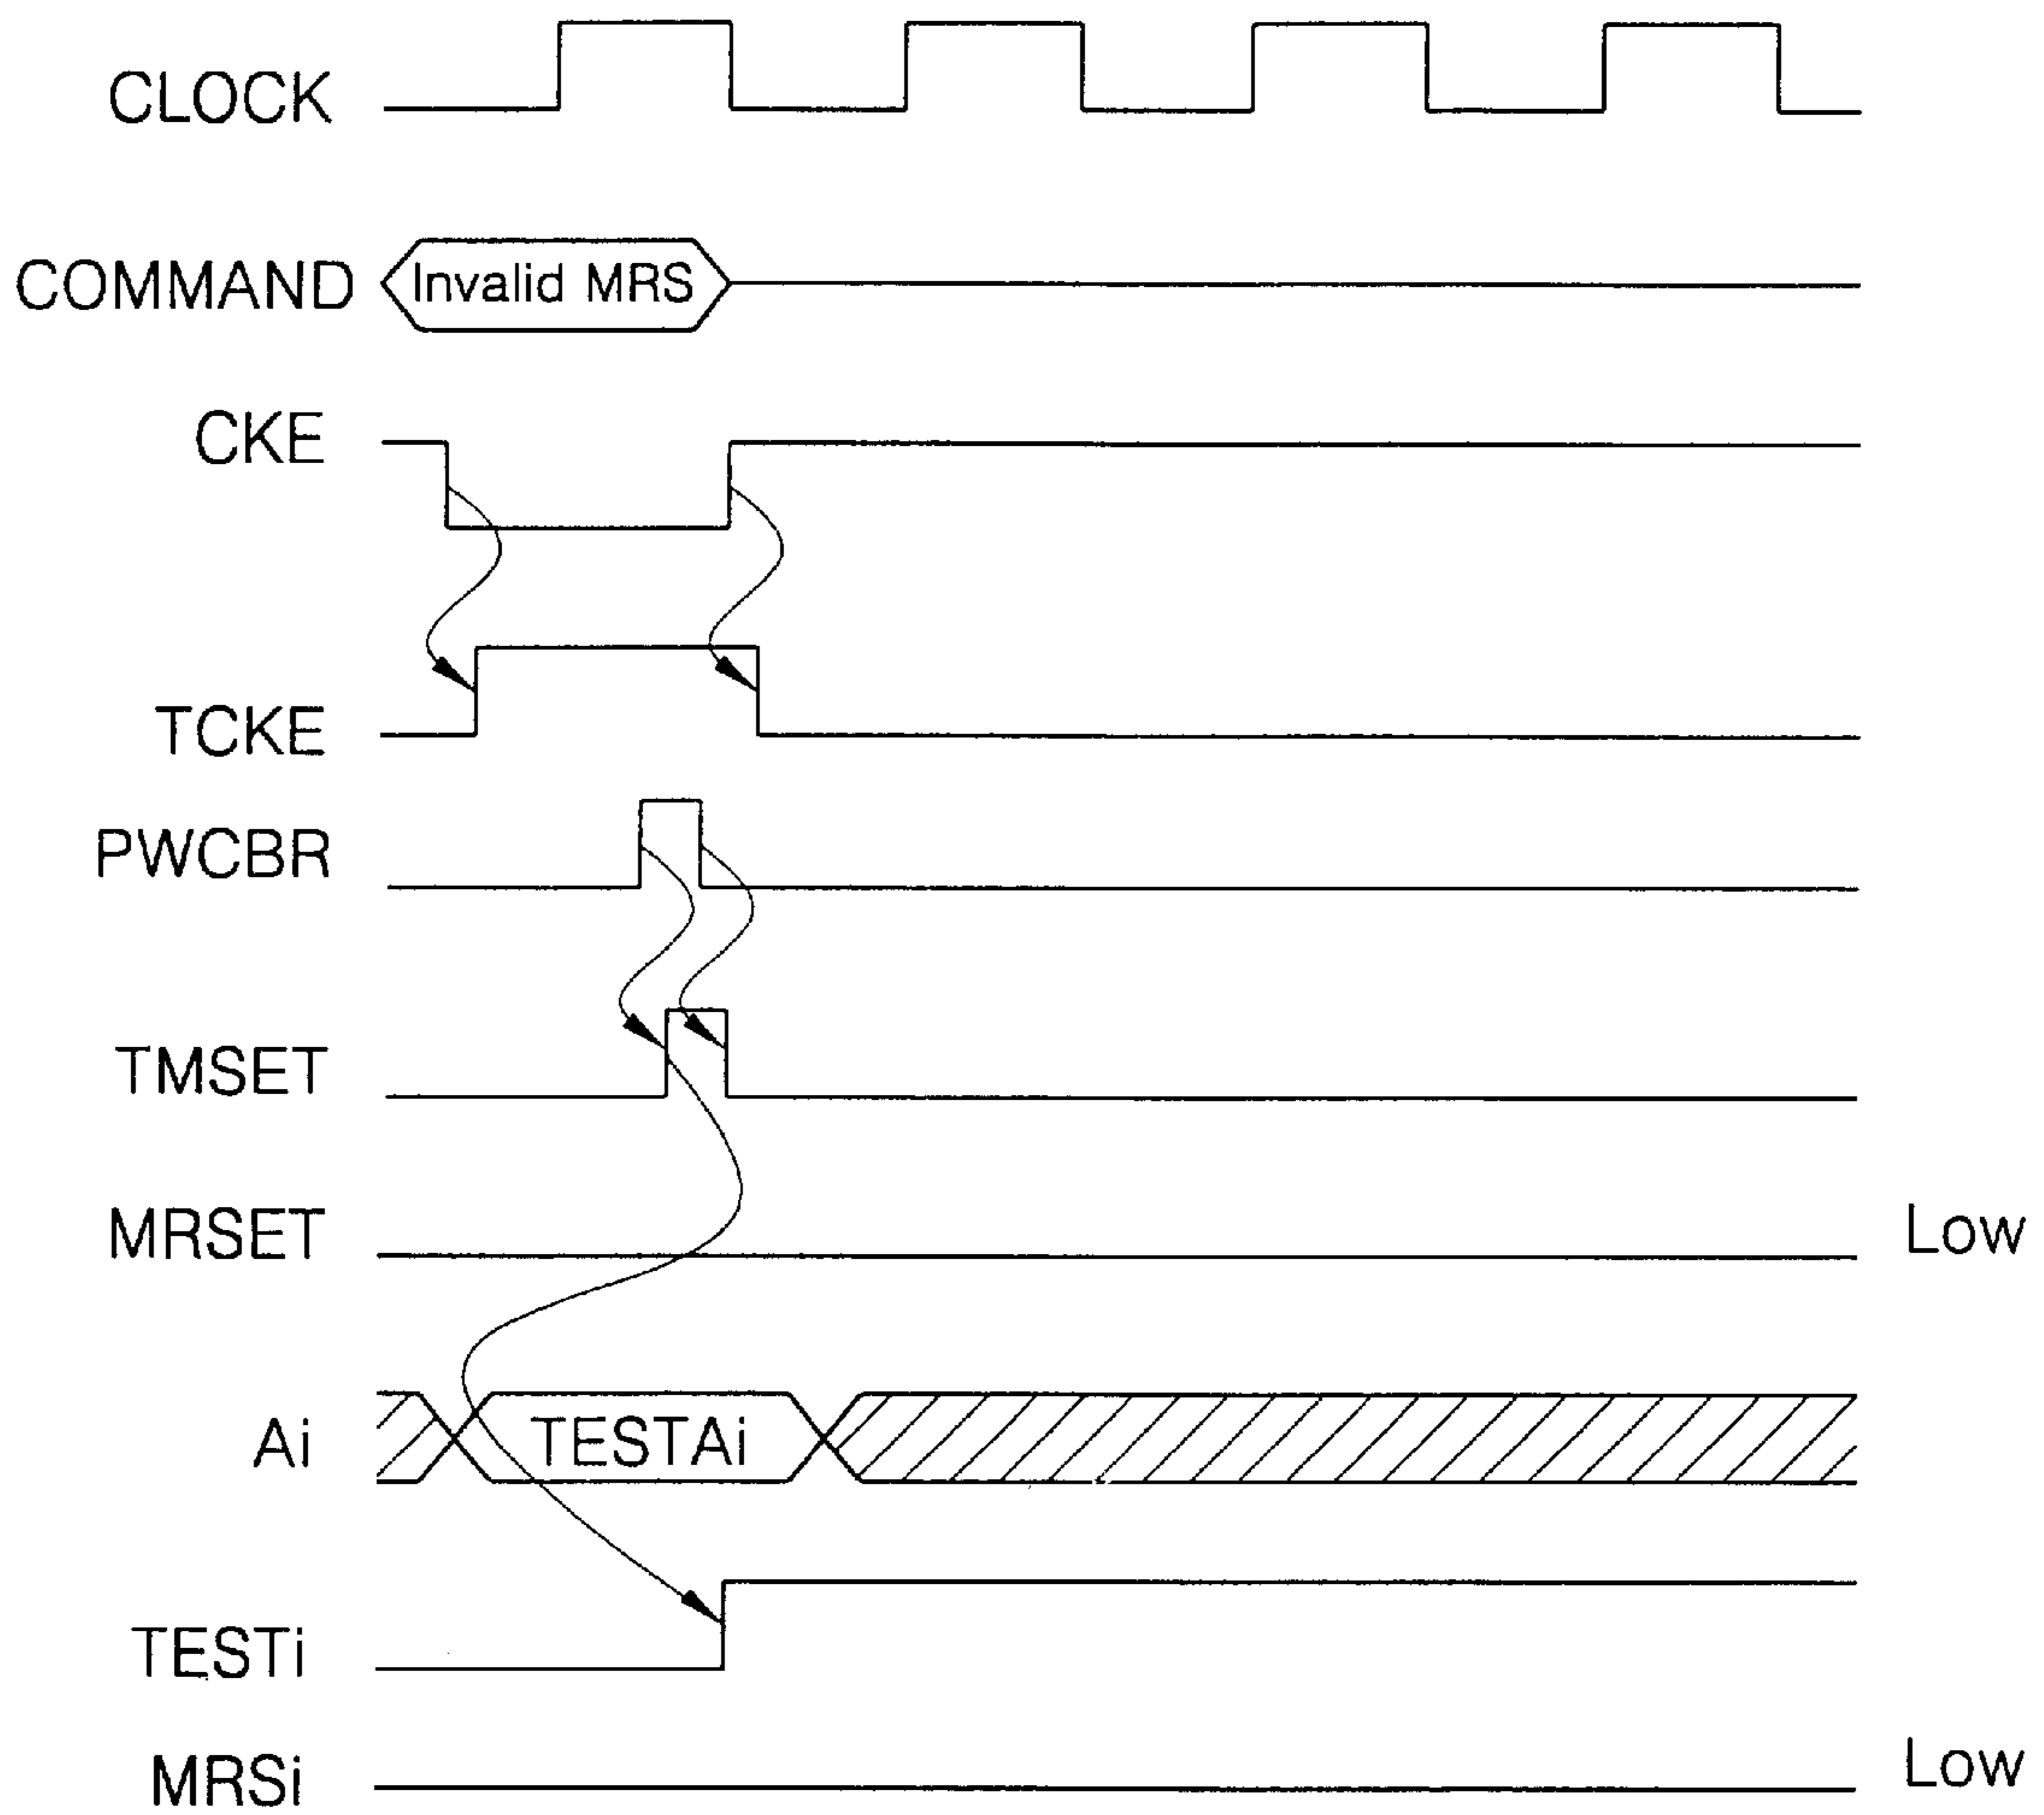 CLOCK
COMMAND Invalid MRS
CKE
TCKE
PWCBR
TMSET
MRSET Low
Ai TESTAi
TESTi
MRSi Low